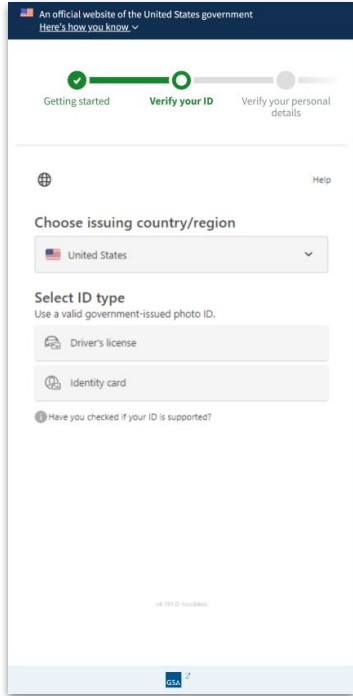 An official website of the United States government
Here's how you know
Getting started
Verify your ID
Verify your personal
details
Help
Choose issuing country/region
United States
Select ID type
Use a valid government-issued photo ID.
Driver's license
Identity card
Have you checked if your ID is supported?
GSA